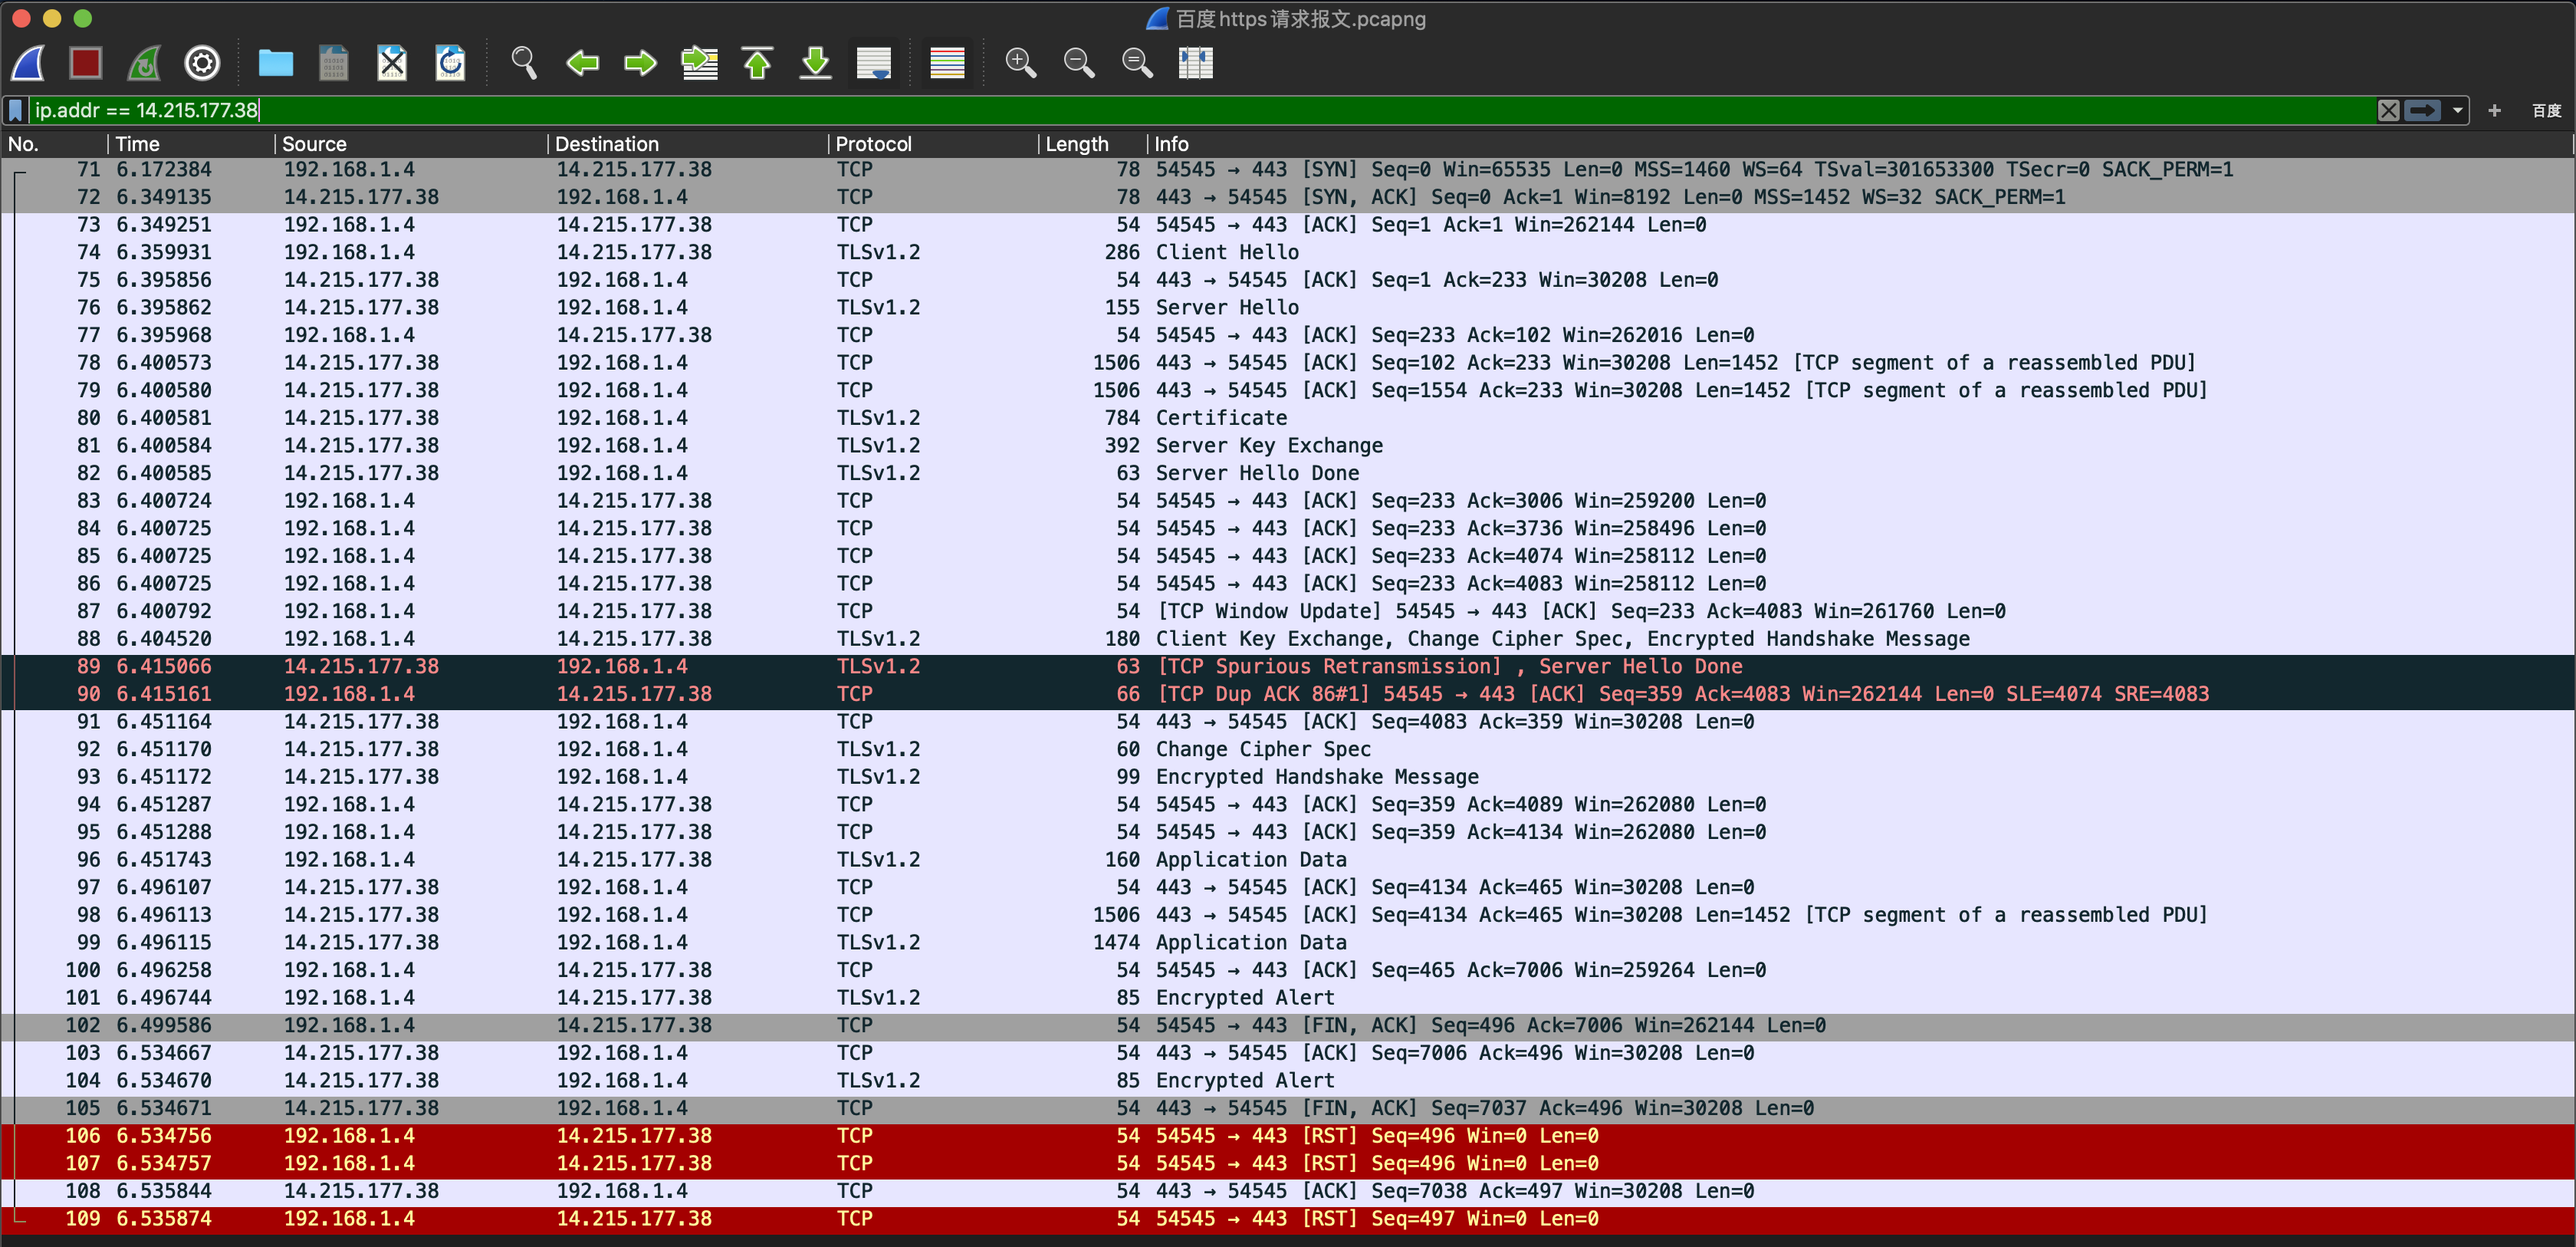 百度https请求报文.pcapng
ip.addr == 14.215.177.38 百度
No. Time Source Destination Protocol Length Info
71 6.172384 192.168.1.4 14.215.177.38 TCP 78 54545 → 443 [SYN] Seq=0 Win=65535 Len=0 MSS=1460 WS=64 TSval=301653300 TSecr=0 SACK_PERM=1
72 6.349135 14.215.177.38 192.168.1.4 TCP 78 443 → 54545 [SYN, ACK] Seq=0 Ack=1 Win=8192 Len=0 MSS=1452 WS=32 SACK_PERM=1
73 6.349251 192.168.1.4 14.215.177.38 TCP 54 54545 → 443 [ACK] Seq=1 Ack=1 Win=262144 Len=0
74 6.359931 192.168.1.4 14.215.177.38 TLSv1.2 286 Client Hello
75 6.395856 14.215.177.38 192.168.1.4 TCP 54 443 → 54545 [ACK] Seq=1 Ack=233 Win=30208 Len=0
76 6.395862 14.215.177.38 192.168.1.4 TLSv1.2 155 Server Hello
77 6.395968 192.168.1.4 14.215.177.38 TCP 54 54545 → 443 [ACK] Seq=233 Ack=102 Win=262016 Len=0
78 6.400573 14.215.177.38 192.168.1.4 TCP 1506 443 → 54545 [ACK] Seq=102 Ack=233 Win=30208 Len=1452 [TCP segment of a reassembled PDU]
79 6.400580 14.215.177.38 192.168.1.4 TCP 1506 443 → 54545 [ACK] Seq=1554 Ack=233 Win=30208 Len=1452 [TCP segment of a reassembled PDU]
80 6.400581 14.215.177.38 192.168.1.4 TLSv1.2 784 Certificate
81 6.400584 14.215.177.38 192.168.1.4 TLSv1.2 392 Server Key Exchange
82 6.400585 14.215.177.38 192.168.1.4 TLSv1.2 63 Server Hello Done
83 6.400724 192.168.1.4 14.215.177.38 TCP 54 54545 → 443 [ACK] Seq=233 Ack=3006 Win=259200 Len=0
84 6.400725 192.168.1.4 14.215.177.38 TCP 54 54545 → 443 [ACK] Seq=233 Ack=3736 Win=258496 Len=0
85 6.400725 192.168.1.4 14.215.177.38 TCP 54 54545 → 443 [ACK] Seq=233 Ack=4074 Win=258112 Len=0
86 6.400725 192.168.1.4 14.215.177.38 TCP 54 54545 → 443 [ACK] Seq=233 Ack=4083 Win=258112 Len=0
87 6.400792 192.168.1.4 14.215.177.38 TCP 54 [TCP Window Update] 54545 → 443 [ACK] Seq=233 Ack=4083 Win=261760 Len=0
88 6.404520 192.168.1.4 14.215.177.38 TLSv1.2 180 Client Key Exchange, Change Cipher Spec, Encrypted Handshake Message
89 6.415066 14.215.177.38 192.168.1.4 TLSv1.2 63 [TCP Spurious Retransmission] , Server Hello Done
90 6.415161 192.168.1.4 14.215.177.38 TCP 66 [TCP Dup ACK 86#1] 54545 → 443 [ACK] Seq=359 Ack=4083 Win=262144 Len=0 SLE=4074 SRE=4083
91 6.451164 14.215.177.38 192.168.1.4 TCP 54 443 → 54545 [ACK] Seq=4083 Ack=359 Win=30208 Len=0
92 6.451170 14.215.177.38 192.168.1.4 TLSv1.2 60 Change Cipher Spec
93 6.451172 14.215.177.38 192.168.1.4 TLSv1.2 99 Encrypted Handshake Message
94 6.451287 192.168.1.4 14.215.177.38 TCP 54 54545 → 443 [ACK] Seq=359 Ack=4089 Win=262080 Len=0
95 6.451288 192.168.1.4 14.215.177.38 TCP 54 54545 → 443 [ACK] Seq=359 Ack=4134 Win=262080 Len=0
96 6.451743 192.168.1.4 14.215.177.38 TLSv1.2 160 Application Data
97 6.496107 14.215.177.38 192.168.1.4 TCP 54 443 → 54545 [ACK] Seq=4134 Ack=465 Win=30208 Len=0
98 6.496113 14.215.177.38 192.168.1.4 TCP 1506 443 → 54545 [ACK] Seq=4134 Ack=465 Win=30208 Len=1452 [TCP segment of a reassembled PDU]
99 6.496115 14.215.177.38 192.168.1.4 TLSv1.2 1474 Application Data
100 6.496258 192.168.1.4 14.215.177.38 TCP 54 54545 → 443 [ACK] Seq=465 Ack=7006 Win=259264 Len=0
101 6.496744 192.168.1.4 14.215.177.38 TLSv1.2 85 Encrypted Alert
102 6.499586 192.168.1.4 14.215.177.38 TCP 54 54545 → 443 [FIN, ACK] Seq=496 Ack=7006 Win=262144 Len=0
103 6.534667 14.215.177.38 192.168.1.4 TCP 54 443 → 54545 [ACK] Seq=7006 Ack=496 Win=30208 Len=0
104 6.534670 14.215.177.38 192.168.1.4 TLSv1.2 85 Encrypted Alert
105 6.534671 14.215.177.38 192.168.1.4 TCP 54 443 → 54545 [FIN, ACK] Seq=7037 Ack=496 Win=30208 Len=0
106 6.534756 192.168.1.4 14.215.177.38 TCP 54 54545 → 443 [RST] Seq=496 Win=0 Len=0
107 6.534757 192.168.1.4 14.215.177.38 TCP 54 54545 → 443 [RST] Seq=496 Win=0 Len=0
108 6.535844 14.215.177.38 192.168.1.4 TCP 54 443 → 54545 [ACK] Seq=7038 Ack=497 Win=30208 Len=0
109 6.535874 192.168.1.4 14.215.177.38 TCP 54 54545 → 443 [RST] Seq=497 Win=0 Len=0